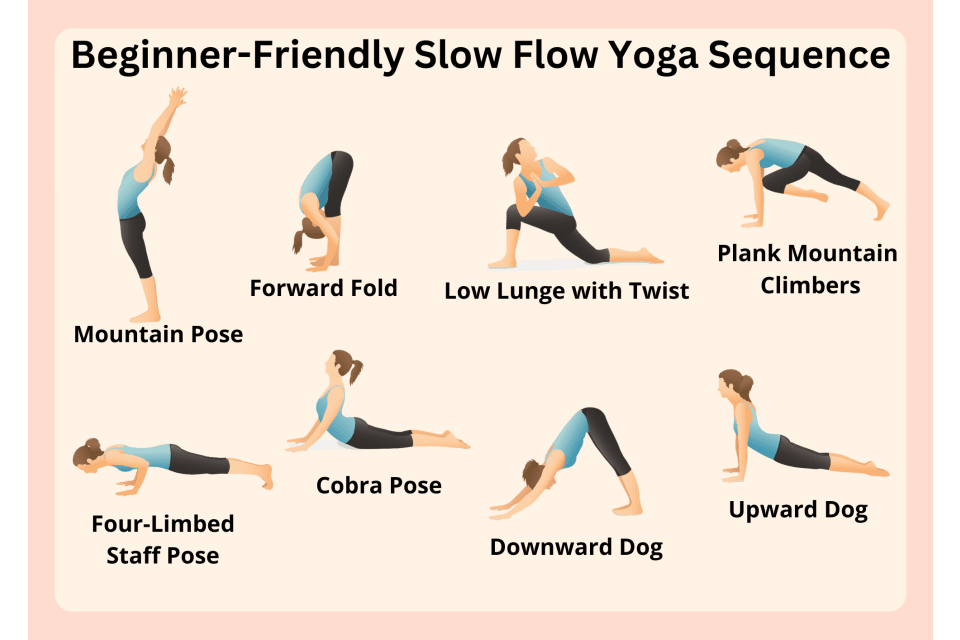 Beginner-Friendly Slow Flow Yoga Sequence
Mountain Pose
Forward Fold
Low Lunge with Twist
Plank Mountain
Climbers
Four-Limbed
Staff Pose
Cobra Pose
Downward Dog
Upward Dog